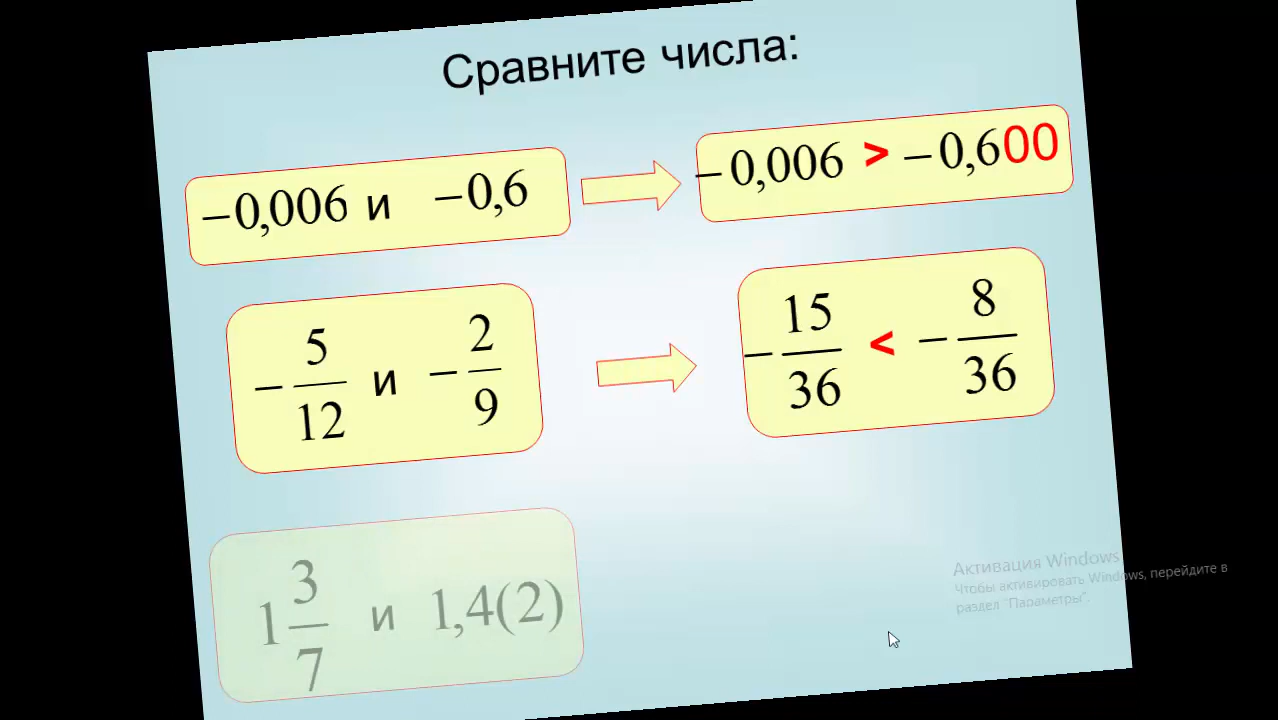 Сравните числа:
−0,006 и −0,6
−0,006 > −0,600
−5/12 и −2/9
−15/36 < −8/36
1 3/7 и 1,4(2)
Активация Windows
Чтобы активировать Windows, перейдите в
раздел "Параметры".